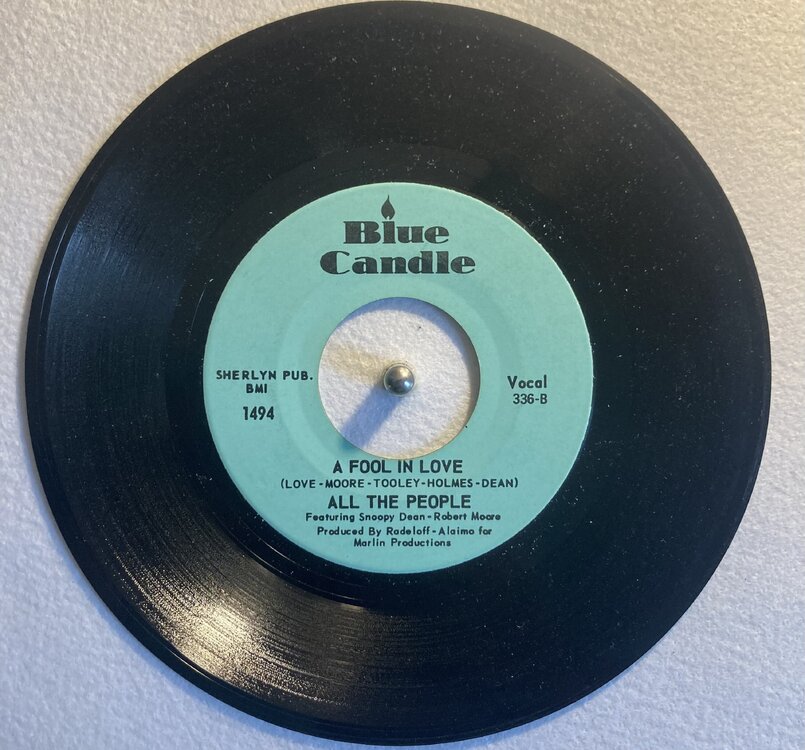 Blue
Candle
SHERLYN PUB.
BMI
1494
Vocal
336-B
A FOOL IN LOVE
(LOVE - MOORE - TOOLEY - HOLMES - DEAN)
ALL THE PEOPLE
Featuring Snoopy Dean - Robert Moore
Produced By Radeloff - Alaimo for
Marlin Productions